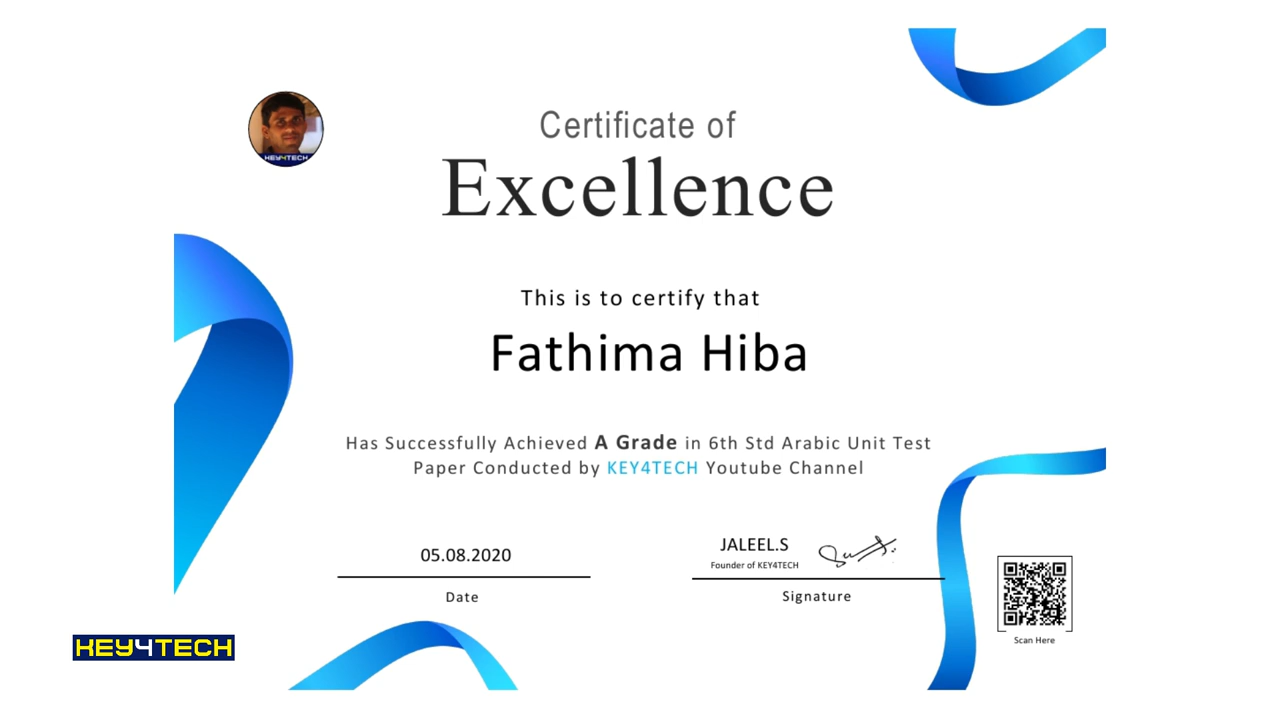 KEY4TECH
Certificate of
Excellence
This is to certify that
Fathima Hiba
Has Successfully Achieved A Grade in 6th Std Arabic Unit Test
Paper Conducted by KEY4TECH Youtube Channel
05.08.2020
Date
JALEEL.S
Founder of KEY4TECH
Signature
Scan Here
KEY4TECH